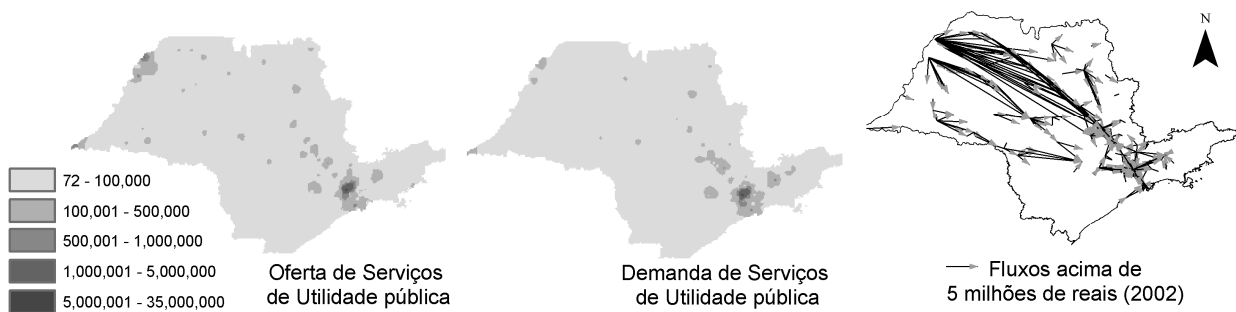 N
72 - 100,000
100,001 - 500,000
500,001 - 1,000,000
1,000,001 - 5,000,000
5,000,001 - 35,000,000
Oferta de Serviços
de Utilidade pública
Demanda de Serviços
de Utilidade pública
Fluxos acima de
5 milhões de reais (2002)